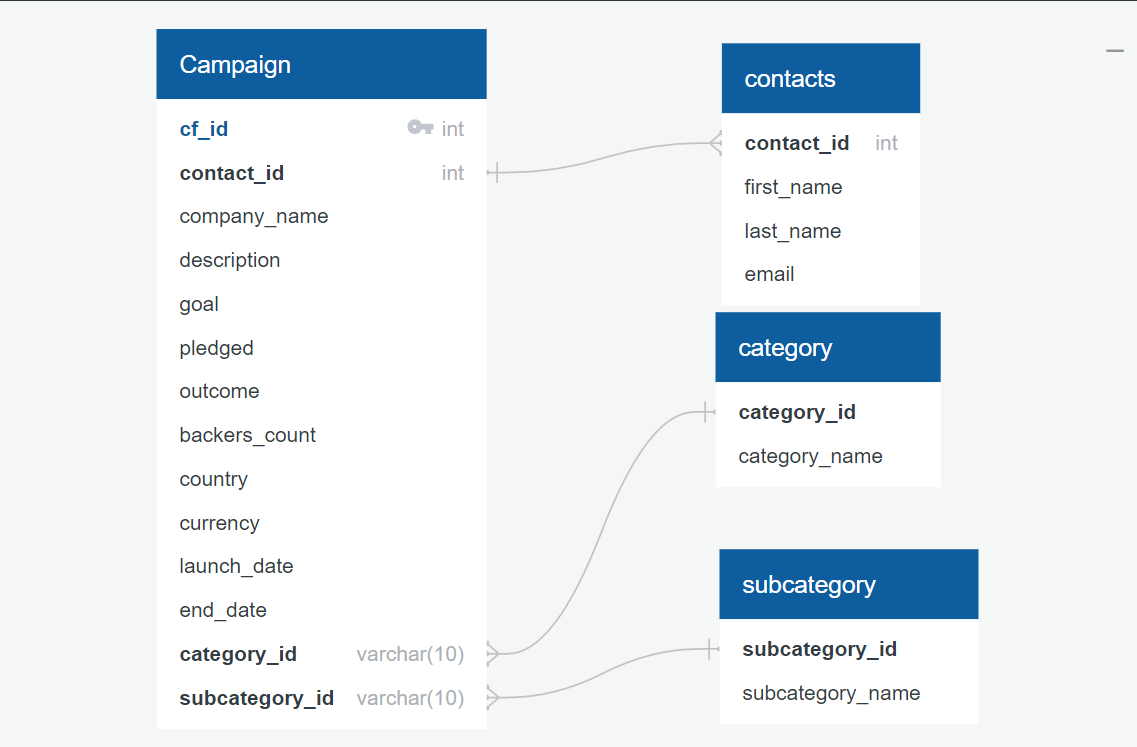 Campaign
cf_id int
contact_id int
company_name
description
goal
pledged
outcome
backers_count
country
currency
launch_date
end_date
category_id varchar(10)
subcategory_id varchar(10)
contacts
contact_id int
first_name
last_name
email
category
category_id
category_name
subcategory
subcategory_id
subcategory_name